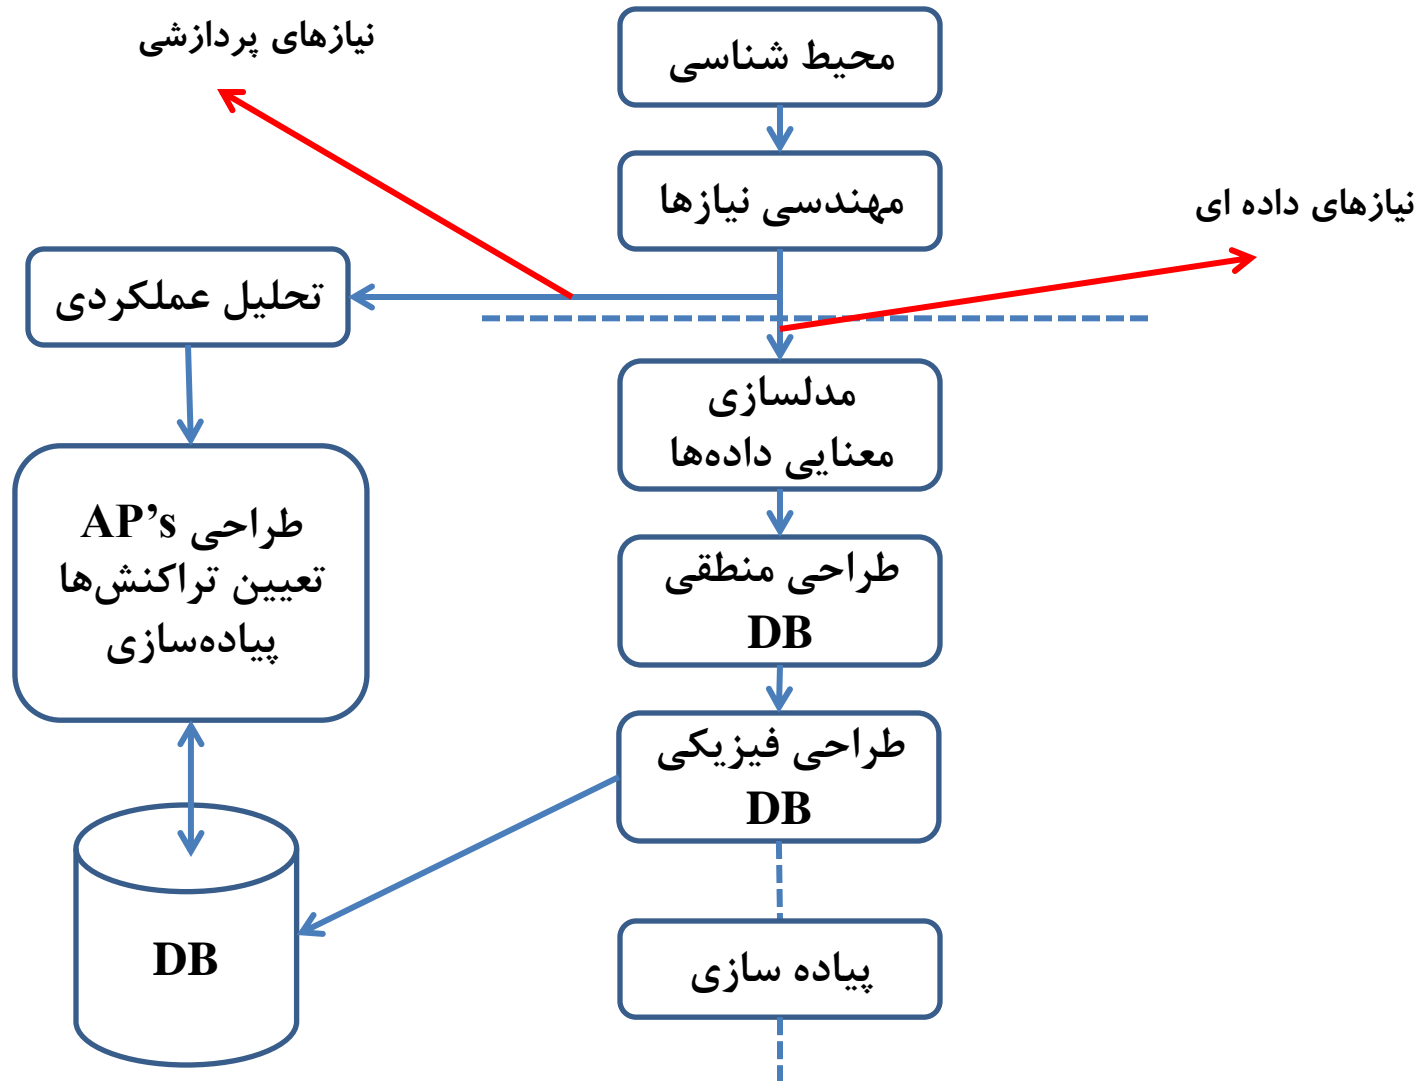 نیازهای پردازشی
محیط شناسی
مهندسی نیازها
نیازهای داده ای
تحلیل عملکردی
مدلسازی
معنایی داده‌ها
طراحی AP’s
تعیین تراکنش‌ها
پیاده‌سازی
طراحی منطقی
DB
طراحی فیزیکی
DB
DB
پیاده سازی